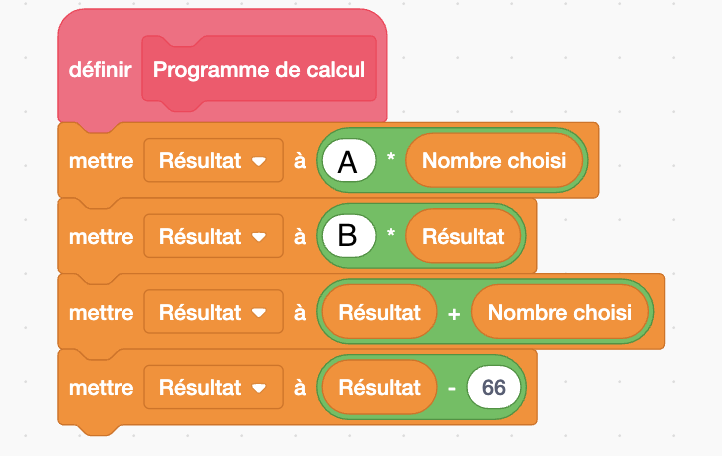 définir Programme de calcul
mettre Résultat à A * Nombre choisi
mettre Résultat à B * Résultat
mettre Résultat à Résultat + Nombre choisi
mettre Résultat à Résultat - 66